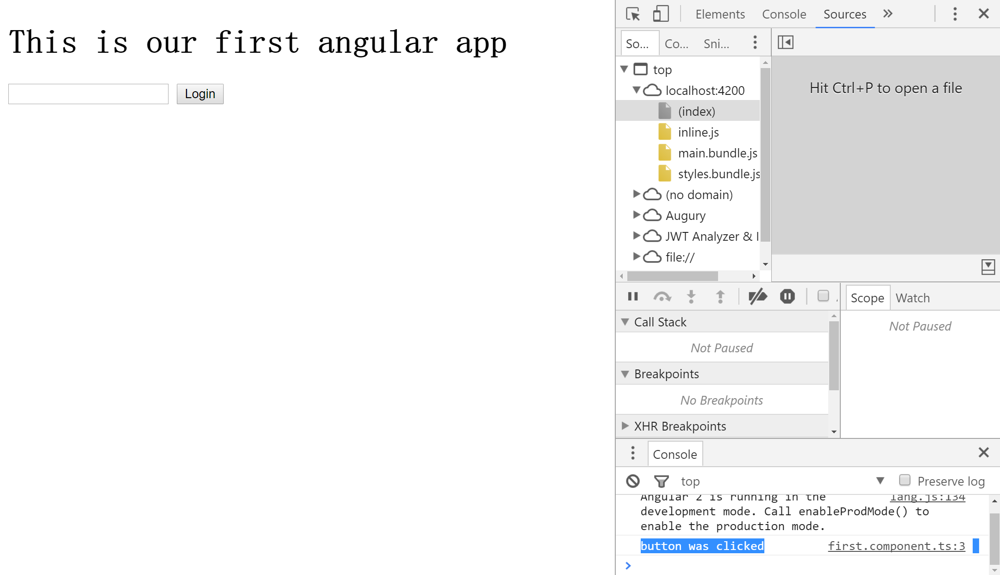 This is our first angular app
Login
Elements Console Sources
So... Co... Sni...
top
localhost:4200
(index)
inline.js
main.bundle.js
styles.bundle.js
(no domain)
Augury
JWT Analyzer & I
file://
Hit Ctrl+P to open a file
Call Stack
Not Paused
Breakpoints
No Breakpoints
XHR Breakpoints
Scope Watch
Not Paused
Console
top Preserve log
Angular 2 is running in the lang.js:134
development mode. Call enableProdMode() to
enable the production mode.
button was clicked first.component.ts:3
>